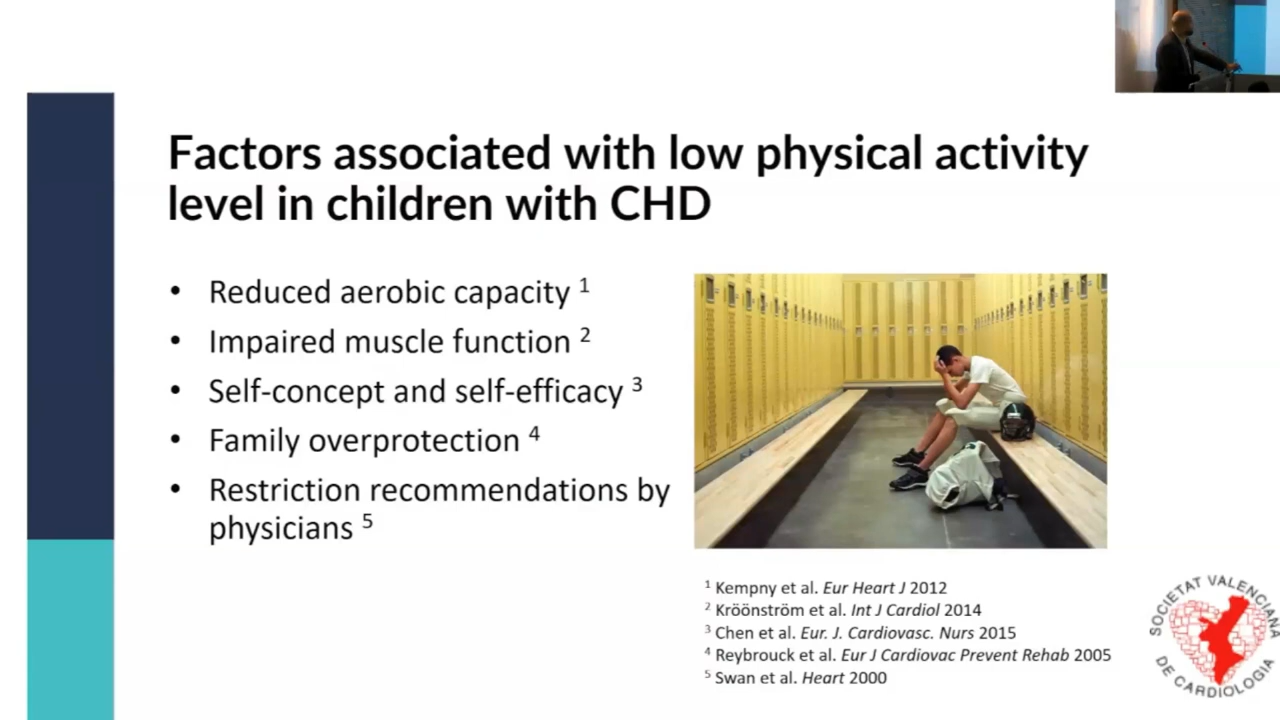 Factors associated with low physical activity
level in children with CHD
• Reduced aerobic capacity 1
• Impaired muscle function 2
• Self-concept and self-efficacy 3
• Family overprotection 4
• Restriction recommendations by
physicians 5
1 Kempny et al. Eur Heart J 2012
2 Kröönström et al. Int J Cardiol 2014
3 Chen et al. Eur. J. Cardiovasc. Nurs 2015
4 Reybrouck et al. Eur J Cardiovac Prevent Rehab 2005
5 Swan et al. Heart 2000
SOCIETAT VALENCIANA
DE CARDIOLOGIA